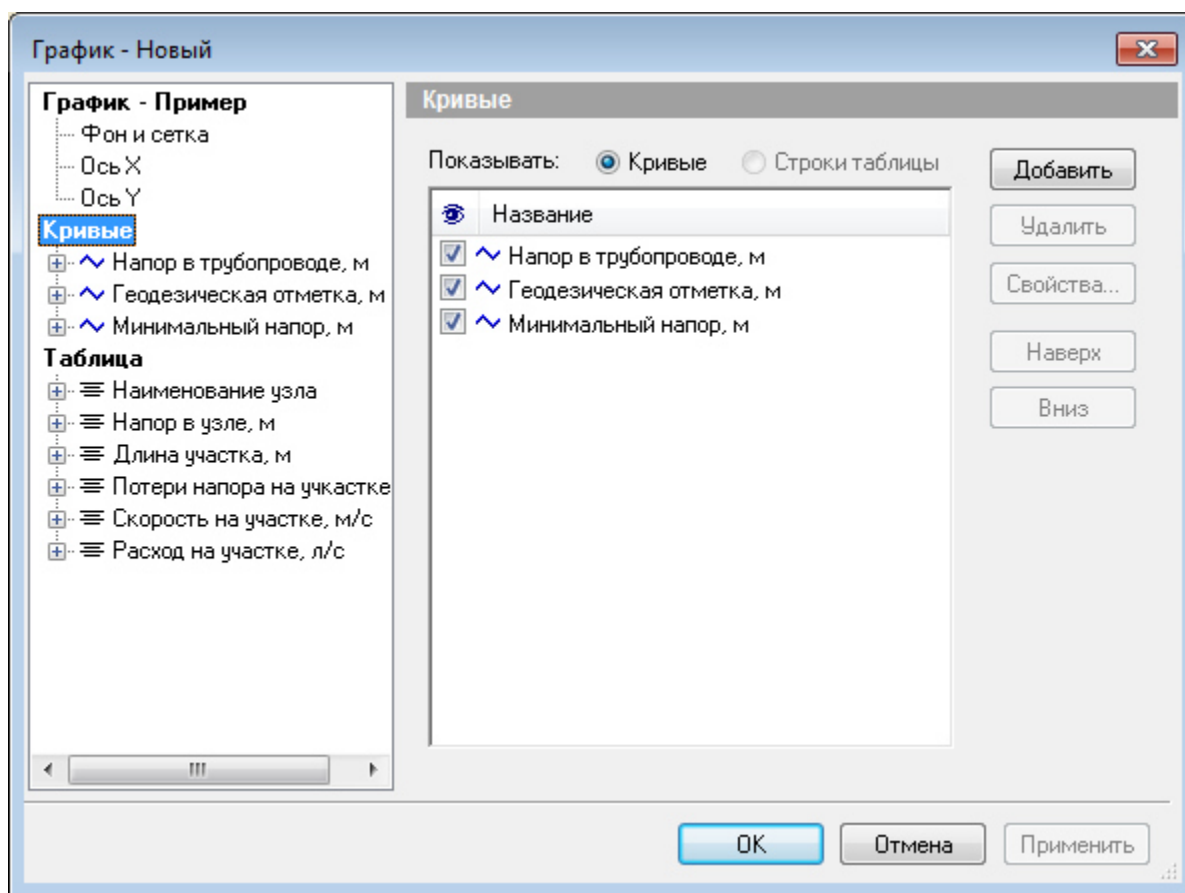 График - Новый
График - Пример
Фон и сетка
Ось X
Ось Y
Кривые
Напор в трубопроводе, м
Геодезическая отметка, м
Минимальный напор, м
Таблица
Наименование узла
Напор в узле, м
Длина участка, м
Потери напора на учкастке
Скорость на участке, м/с
Расход на участке, л/с
Кривые
Показывать: Кривые Строки таблицы
Название
Напор в трубопроводе, м
Геодезическая отметка, м
Минимальный напор, м
Добавить
Удалить
Свойства...
Наверх
Вниз
OK Отмена Применить